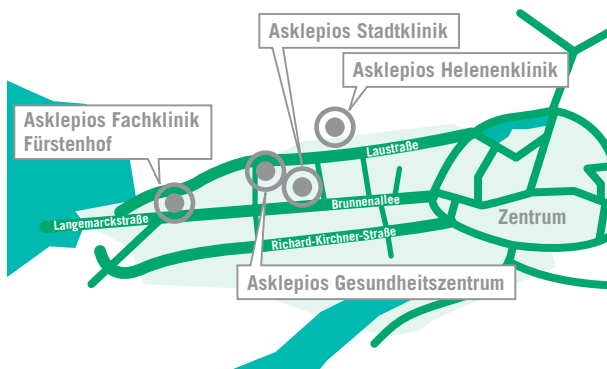 Asklepios Stadtklinik
Asklepios Helenenklinik
Asklepios Fachklinik
Fürstenhof
Laustraße
Brunnenallee
Langemarckstraße
Zentrum
Richard-Kirchner-Straße
Asklepios Gesundheitszentrum